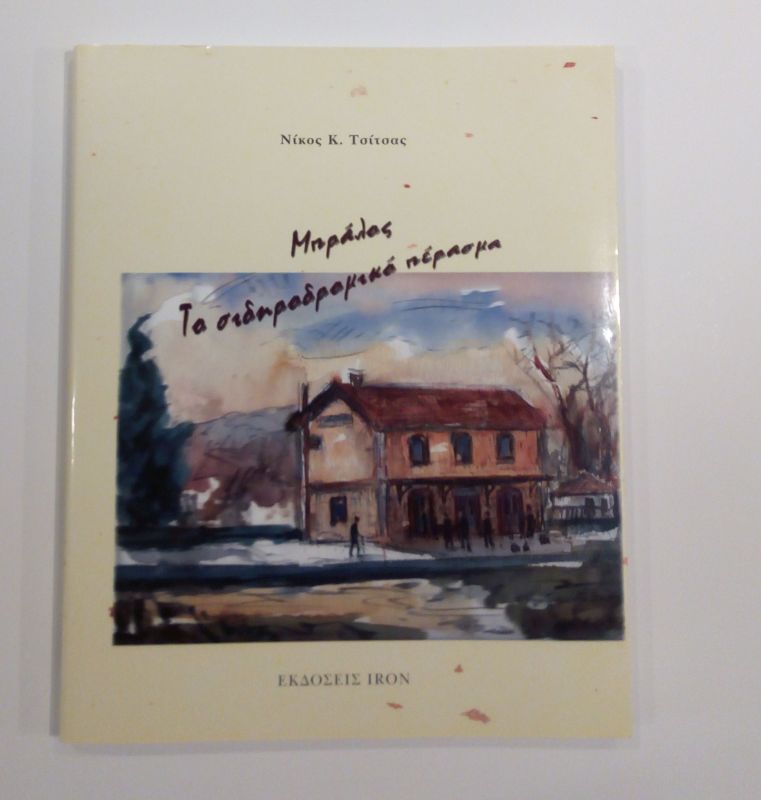 Νίκος Κ. Τσίτσας
Μπράλος
Το σιδηροδρομικό πέρασμα
ΕΚΔΟΣΕΙΣ IRON